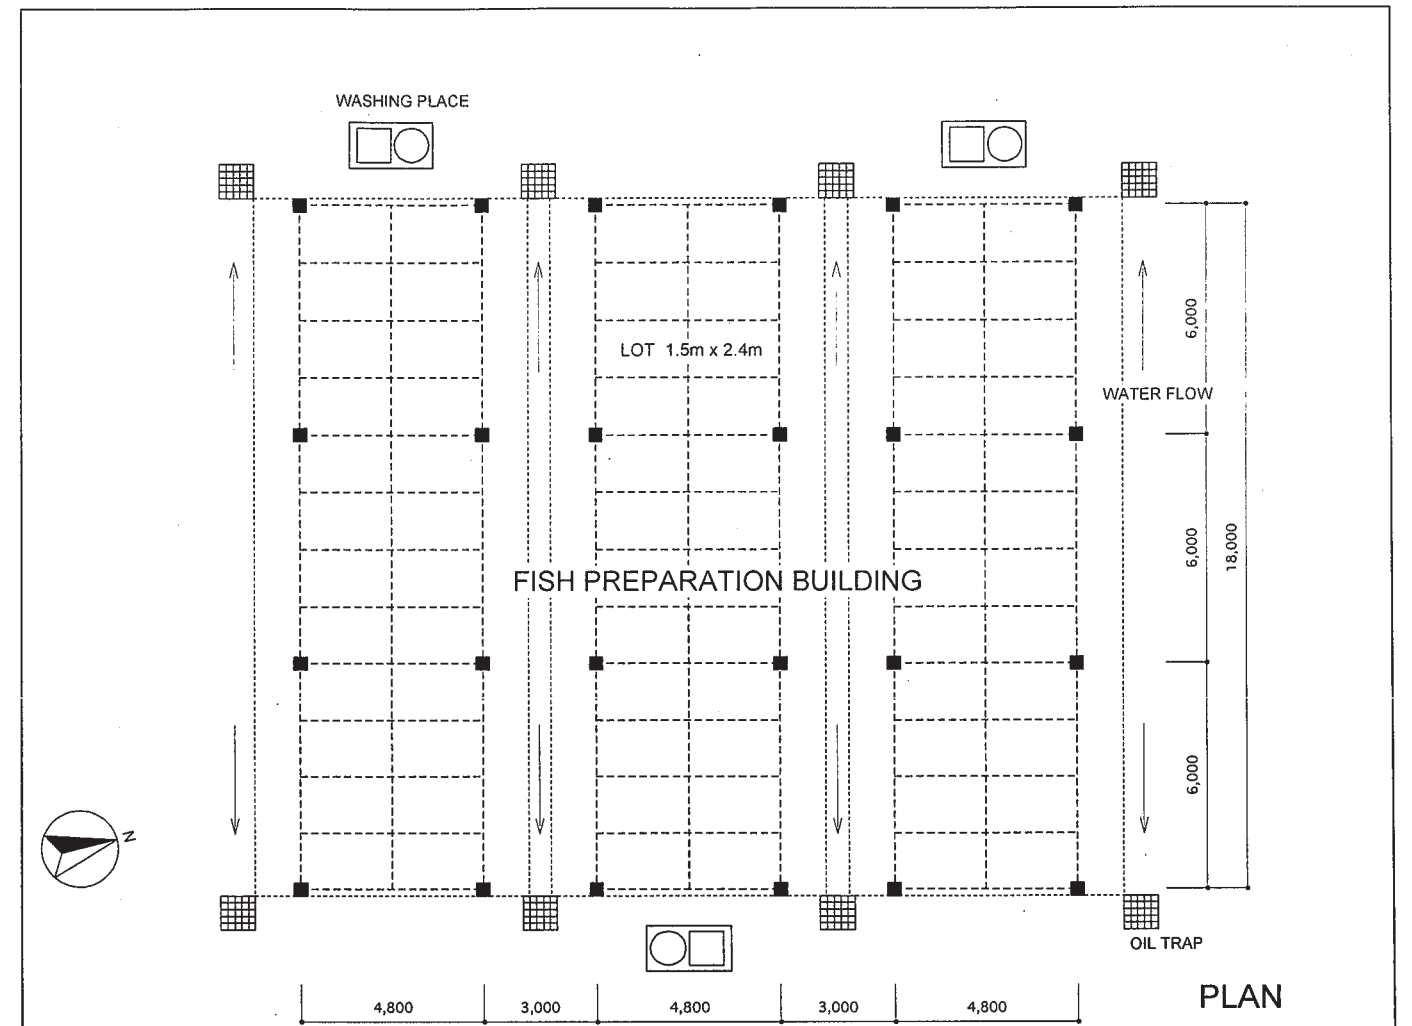 WASHING PLACE
6,000
LOT 1.5m x 2.4m
WATER FLOW
6,000
18,000
FISH PREPARATION BUILDING
6,000
N
OIL TRAP
PLAN
4,800
3,000
4,800
3,000
4,800